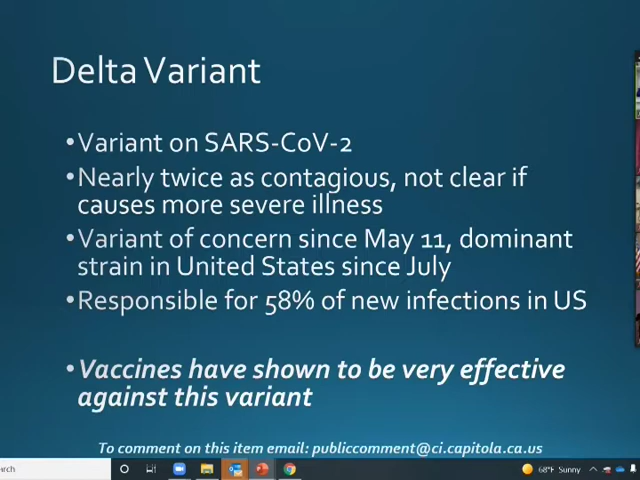 Delta Variant
•Variant on SARS-CoV-2
•Nearly twice as contagious, not clear if
causes more severe illness
•Variant of concern since May 11, dominant
strain in United States since July
•Responsible for 58% of new infections in US
•Vaccines have shown to be very effective
against this variant
To comment on this item email: publiccomment@ci.capitola.ca.us
68°F Sunny